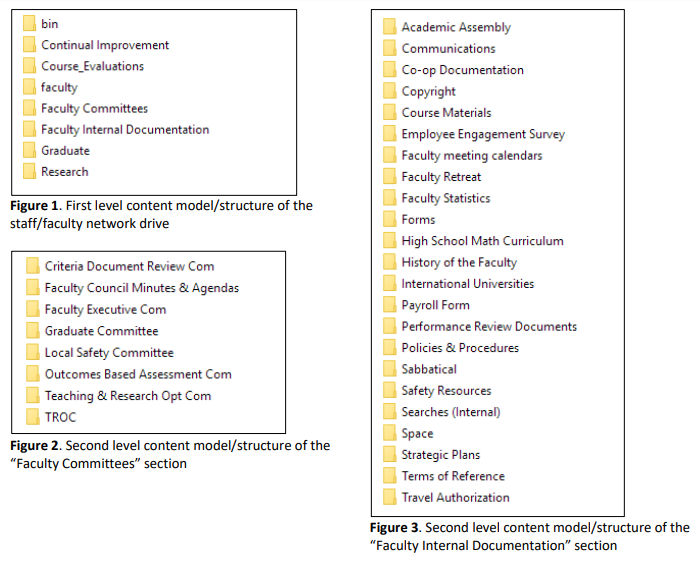 bin
Continual Improvement
Course_Evaluations
faculty
Faculty Committees
Faculty Internal Documentation
Graduate
Research
Figure 1. First level content model/structure of the
staff/faculty network drive
Criteria Document Review Com
Faculty Council Minutes & Agendas
Faculty Executive Com
Graduate Committee
Local Safety Committee
Outcomes Based Assessment Com
Teaching & Research Opt Com
TROC
Figure 2. Second level content model/structure of the
“Faculty Committees” section
Academic Assembly
Communications
Co-op Documentation
Copyright
Course Materials
Employee Engagement Survey
Faculty meeting calendars
Faculty Retreat
Faculty Statistics
Forms
High School Math Curriculum
History of the Faculty
International Universities
Payroll Form
Performance Review Documents
Policies & Procedures
Sabbatical
Safety Resources
Searches (Internal)
Space
Strategic Plans
Terms of Reference
Travel Authorization
Figure 3. Second level content model/structure of the
“Faculty Internal Documentation” section